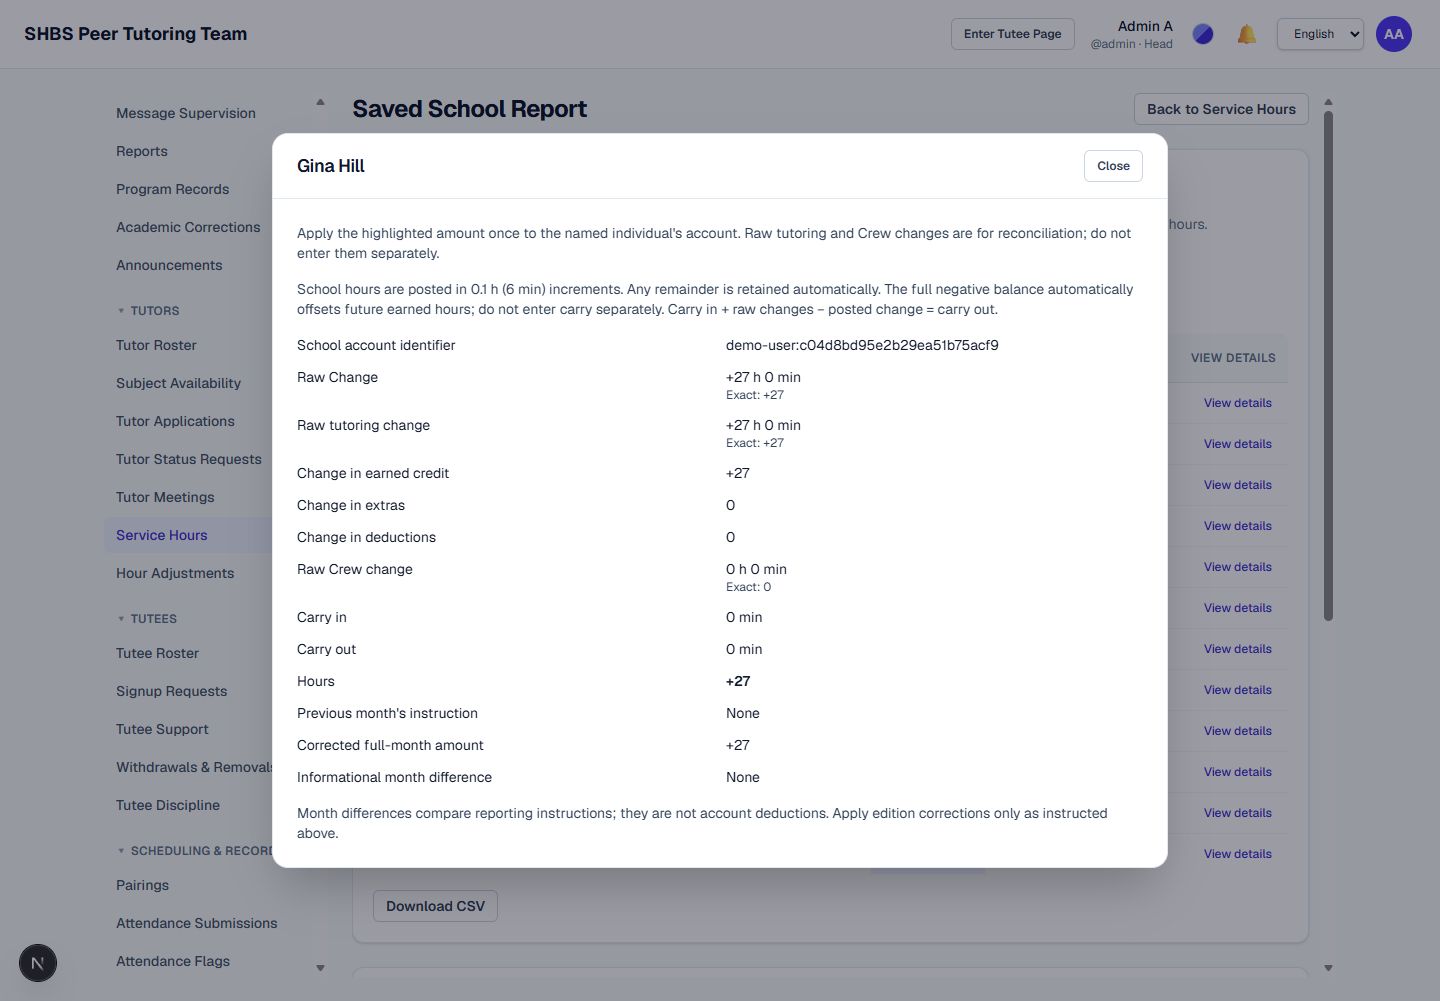 SHBS Peer Tutoring Team
Enter Tutee Page
Admin A
@admin · Head
English
AA
Message Supervision
Reports
Program Records
Academic Corrections
Announcements
TUTORS
Tutor Roster
Subject Availability
Tutor Applications
Tutor Status Requests
Tutor Meetings
Service Hours
Hour Adjustments
TUTEES
Tutee Roster
Signup Requests
Tutee Support
Withdrawals & Removals
Tutee Discipline
SCHEDULING & RECORD
Pairings
Attendance Submissions
Attendance Flags
N
Saved School Report
Back to Service Hours
hours.
VIEW DETAILS
View details
View details
View details
View details
View details
View details
View details
View details
View details
View details
View details
View details
Download CSV
Gina Hill
Close
Apply the highlighted amount once to the named individual's account. Raw tutoring and Crew changes are for reconciliation; do not
enter them separately.
School hours are posted in 0.1 h (6 min) increments. Any remainder is retained automatically. The full negative balance automatically
offsets future earned hours; do not enter carry separately. Carry in + raw changes − posted change = carry out.
School account identifier demo-user:c04d8bd95e2b29ea51b75acf9
Raw Change +27 h 0 min
Exact: +27
Raw tutoring change +27 h 0 min
Exact: +27
Change in earned credit +27
Change in extras 0
Change in deductions 0
Raw Crew change 0 h 0 min
Exact: 0
Carry in 0 min
Carry out 0 min
Hours +27
Previous month's instruction None
Corrected full-month amount +27
Informational month difference None
Month differences compare reporting instructions; they are not account deductions. Apply edition corrections only as instructed
above.